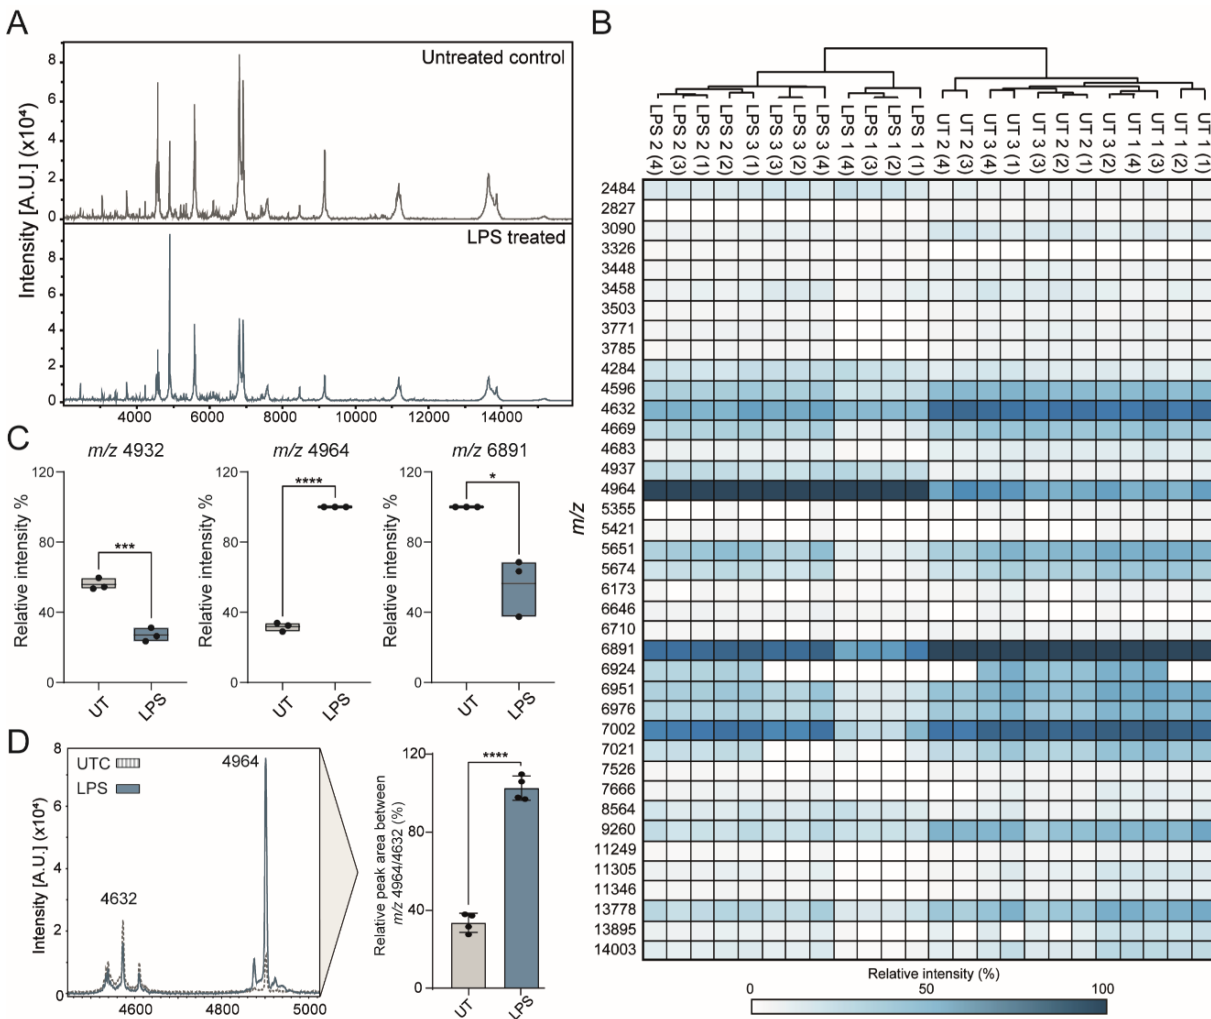 A
Untreated control
LPS treated
Intensity [A.U.] (x10⁴)
8
6
4
2
0
8
6
4
2
0
4000 6000 8000 10000 12000 14000
B
LPS 2 (4)
LPS 2 (3)
LPS 2 (1)
LPS 2 (2)
LPS 3 (1)
LPS 3 (3)
LPS 3 (2)
LPS 3 (4)
LPS 1 (4)
LPS 1 (3)
LPS 1 (2)
LPS 1 (1)
UT 2 (4)
UT 2 (3)
UT 3 (4)
UT 3 (1)
UT 2 (3)
UT 2 (1)
UT 3 (2)
UT 1 (4)
UT 1 (3)
UT 1 (2)
UT 1 (1)
m/z
2484
2827
3090
3326
3448
3458
3503
3771
3785
4284
4596
4632
4669
4683
4937
4964
5355
5421
5651
5674
6173
6646
6710
6891
6924
6951
6976
7002
7021
7526
7666
8564
9260
11249
11305
11346
13778
13895
14003
Relative intensity (%)
0 50 100
C
m/z 4932
Relative intensity %
120
80
40
0
***
UT LPS
m/z 4964
Relative intensity %
120
80
40
0
****
UT LPS
m/z 6891
Relative intensity %
120
80
40
0
*
UT LPS
D
UTC
LPS
4964
4632
Intensity [A.U.] (x10⁴)
8
6
4
2
0
4600 4800 5000
Relative peak area between
m/z 4964/4632 (%)
120
80
40
0
****
UT LPS